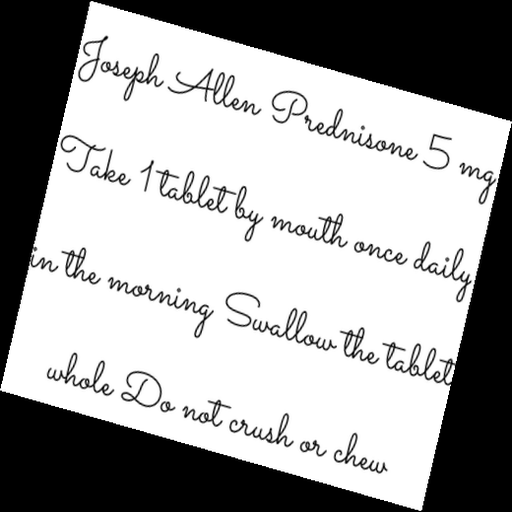 Joseph Allen Prednisone 5 mg
Take 1 tablet by mouth once daily
in the morning Swallow the tablet
whole Do not crush or chew